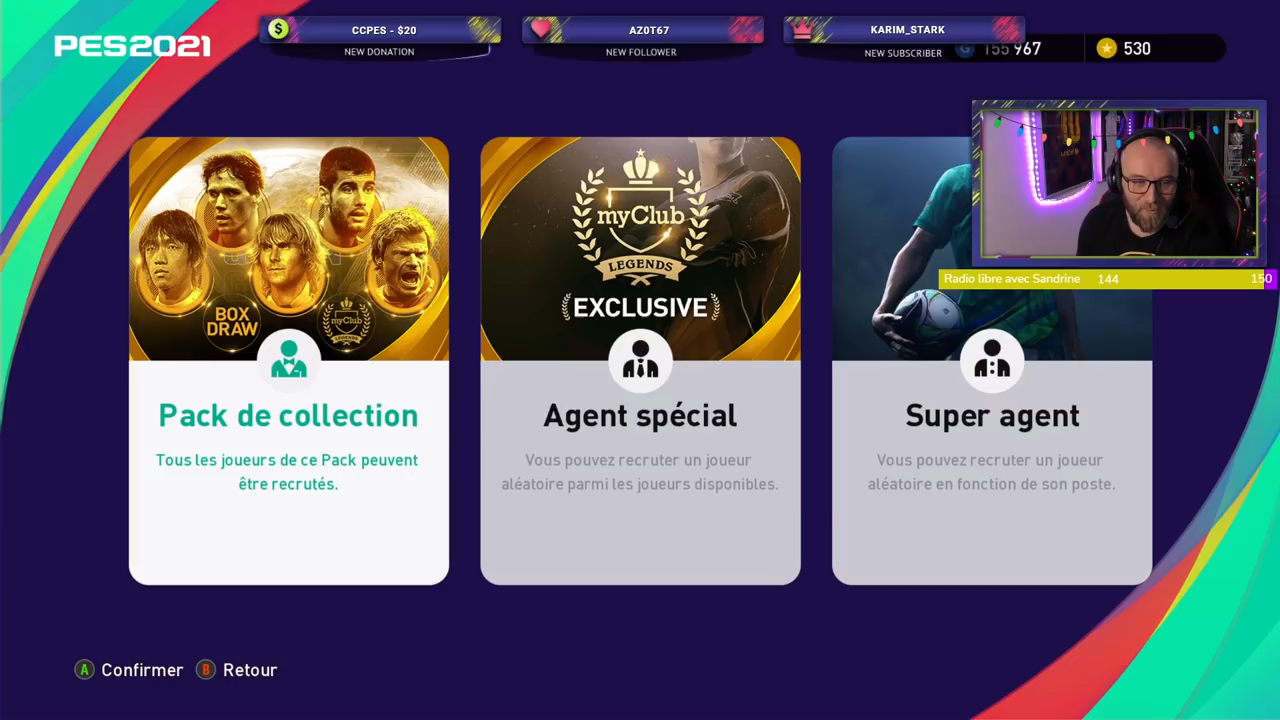 PES2021
CCPES - $20
NEW DONATION
AZ0T67
NEW FOLLOWER
KARIM_STARK
NEW SUBSCRIBER
155 967
530
Radio libre avec Sandrine 144 150
BOX
DRAW
myClub
LEGENDS
myClub
LEGENDS
EXCLUSIVE
Pack de collection
Tous les joueurs de ce Pack peuvent
être recrutés.
Agent spécial
Vous pouvez recruter un joueur
aléatoire parmi les joueurs disponibles.
Super agent
Vous pouvez recruter un joueur
aléatoire en fonction de son poste.
A Confirmer B Retour